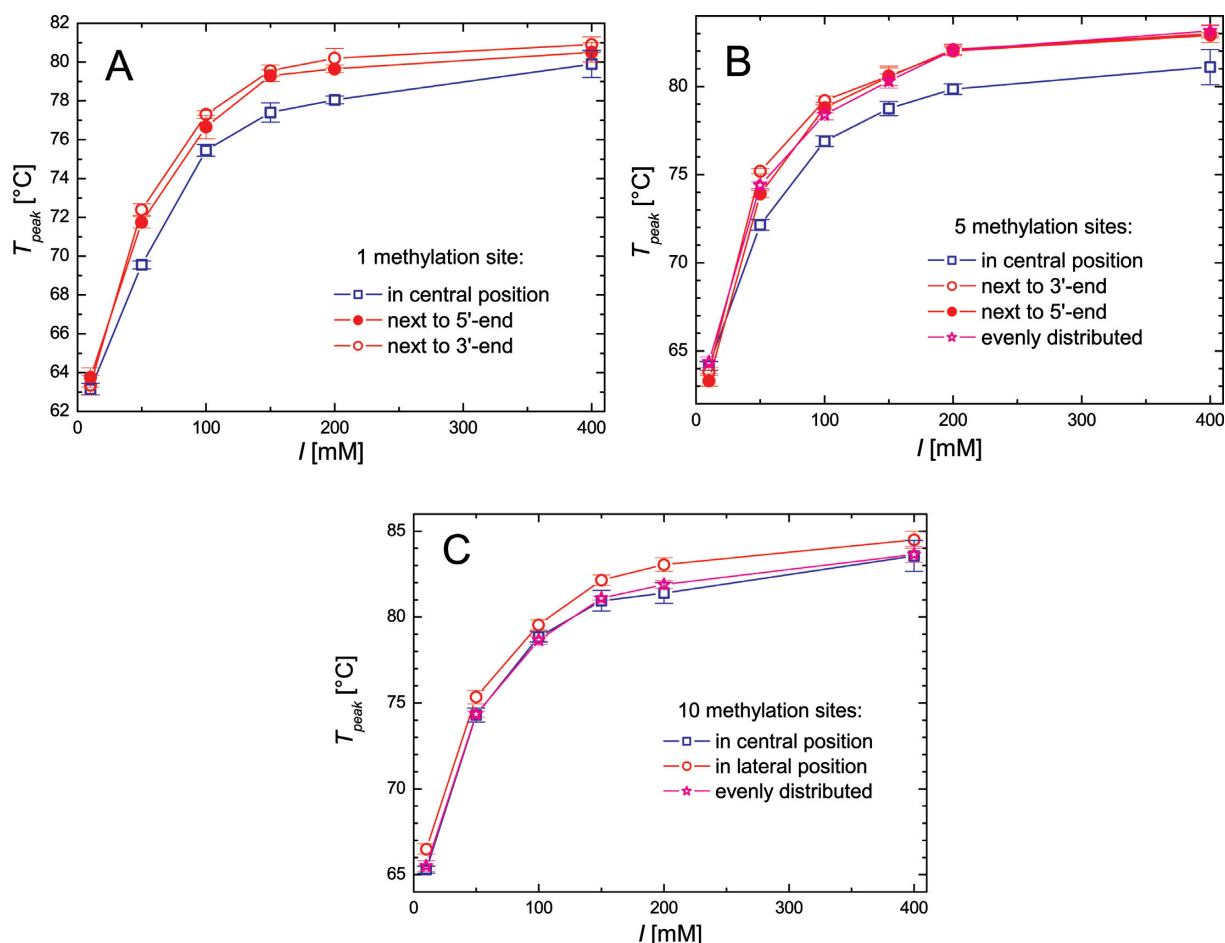 A
82
80
78
76
74
72
70
68
66
64
62
T_peak [°C]
0
100
200
300
400
I [mM]
1 methylation site:
in central position
next to 5'-end
next to 3'-end
B
80
75
70
65
T_peak [°C]
0
100
200
300
400
I [mM]
5 methylation sites:
in central position
next to 3'-end
next to 5'-end
evenly distributed
C
85
80
75
70
65
T_peak [°C]
0
100
200
300
400
I [mM]
10 methylation sites:
in central position
in lateral position
evenly distributed